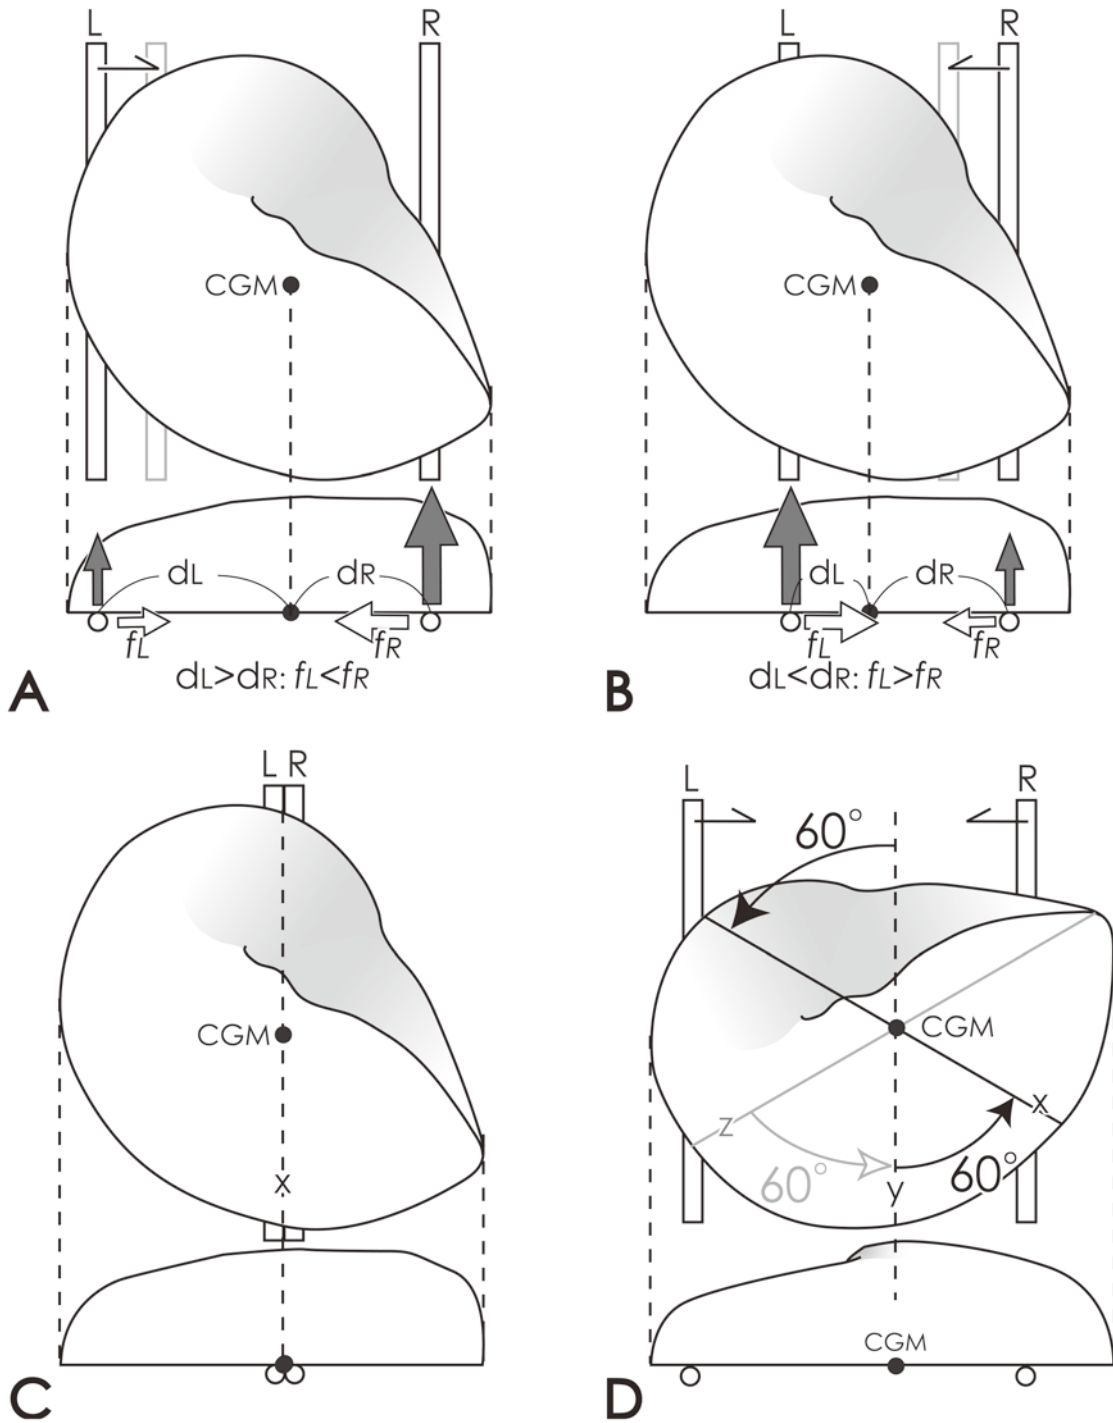 L R
CGM
dL dR
fL fR
dL>dR: fL<fR
A
L R
CGM
dL dR
fL fR
dL<dR: fL>fR
B
L R
CGM
x
C
L R
60°
CGM
z x
60° y 60°
CGM
D